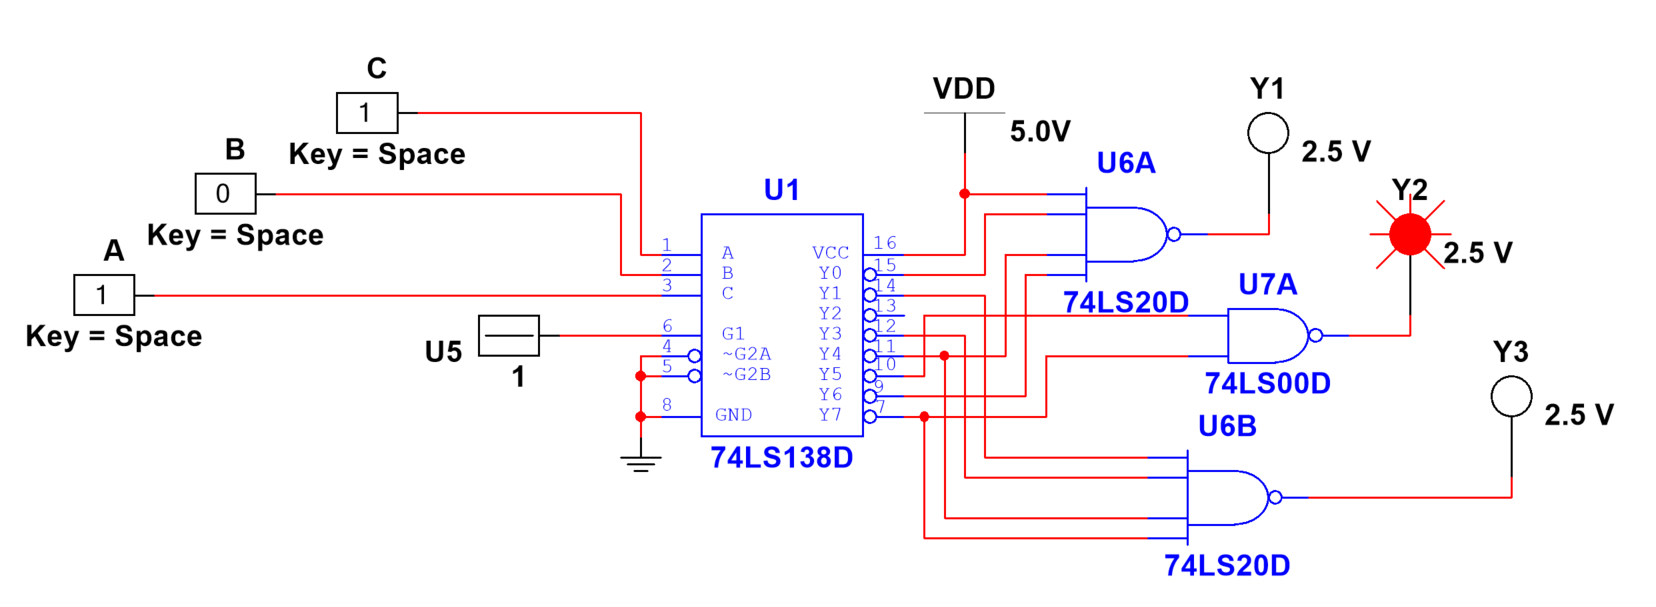 C
1
Key = Space
B
0
Key = Space
A
1
Key = Space
U5
1
U1
1 A VCC 16
2 B Y0 15
3 C Y1 14
Y2 13
6 G1 Y3 12
4 ~G2A Y4 11
5 ~G2B Y5 10
Y6 9
8 GND Y7 7
74LS138D
VDD
5.0V
U6A
74LS20D
Y1
2.5 V
Y2
2.5 V
U7A
74LS00D
Y3
2.5 V
U6B
74LS20D